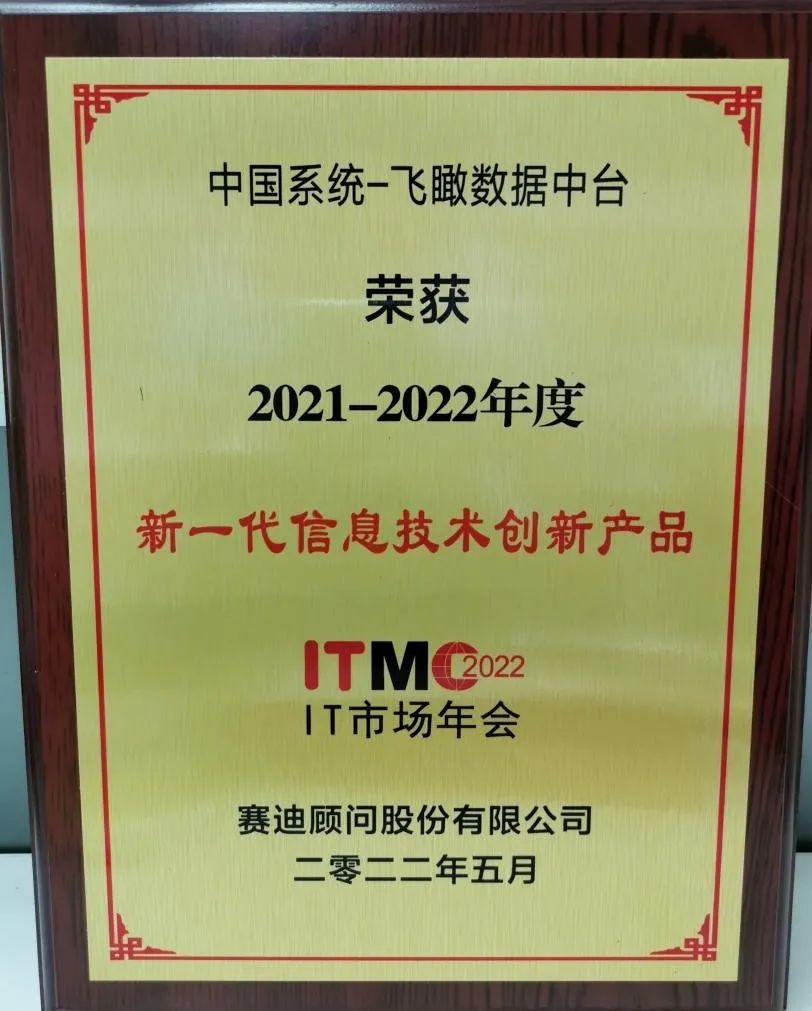 中国系统-飞瞰数据中台
荣获
2021-2022年度
新一代信息技术创新产品
ITMC2022
IT市场年会
赛迪顾问股份有限公司
二零二二年五月